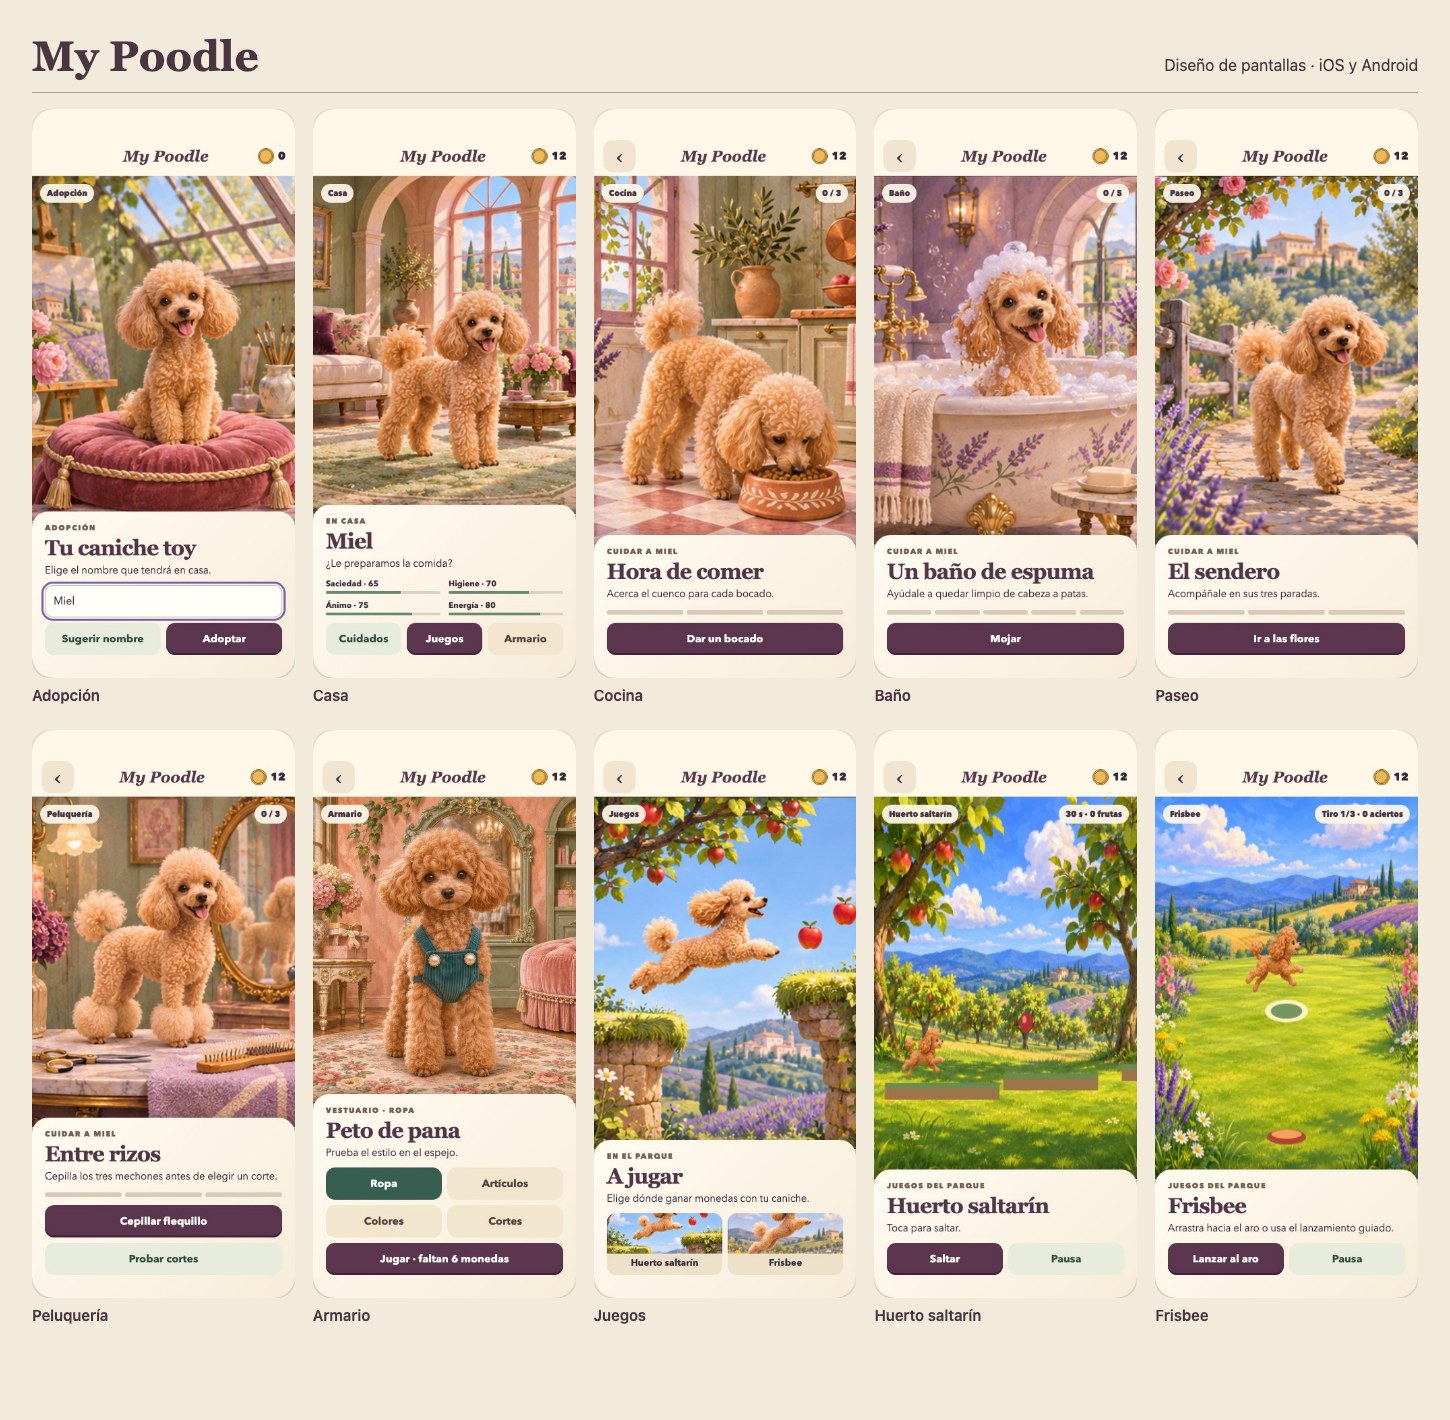 My Poodle
Diseño de pantallas · iOS y Android
My Poodle
0
Adopción
ADOPCIÓN
Tu caniche toy
Elige el nombre que tendrá en casa.
Miel
Sugerir nombre
Adoptar
Adopción
My Poodle
12
Casa
EN CASA
Miel
¿Le preparamos la comida?
Saciedad · 65
Higiene · 70
Ánimo · 75
Energía · 80
Cuidados
Juegos
Armario
Casa
‹
My Poodle
12
Cocina
0 / 3
CUIDAR A MIEL
Hora de comer
Acerca el cuenco para cada bocado.
Dar un bocado
Cocina
‹
My Poodle
12
Baño
0 / 5
CUIDAR A MIEL
Un baño de espuma
Ayúdale a quedar limpio de cabeza a patas.
Mojar
Baño
‹
My Poodle
12
Paseo
0 / 3
CUIDAR A MIEL
El sendero
Acompáñale en sus tres paradas.
Ir a las flores
Paseo
‹
My Poodle
12
Peluquería
0 / 3
CUIDAR A MIEL
Entre rizos
Cepilla los tres mechones antes de elegir un corte.
Cepillar flequillo
Probar cortes
Peluquería
‹
My Poodle
12
Armario
VESTUARIO · ROPA
Peto de pana
Prueba el estilo en el espejo.
Ropa
Artículos
Colores
Cortes
Jugar · faltan 6 monedas
Armario
‹
My Poodle
12
Juegos
EN EL PARQUE
A jugar
Elige dónde ganar monedas con tu caniche.
Huerto saltarín
Frisbee
Juegos
‹
My Poodle
12
Huerto saltarín
30 s · 0 frutas
JUEGOS DEL PARQUE
Huerto saltarín
Toca para saltar.
Saltar
Pausa
Huerto saltarín
‹
My Poodle
12
Frisbee
Tiro 1/3 · 0 aciertos
JUEGOS DEL PARQUE
Frisbee
Arrastra hacia el aro o usa el lanzamiento guiado.
Lanzar al aro
Pausa
Frisbee